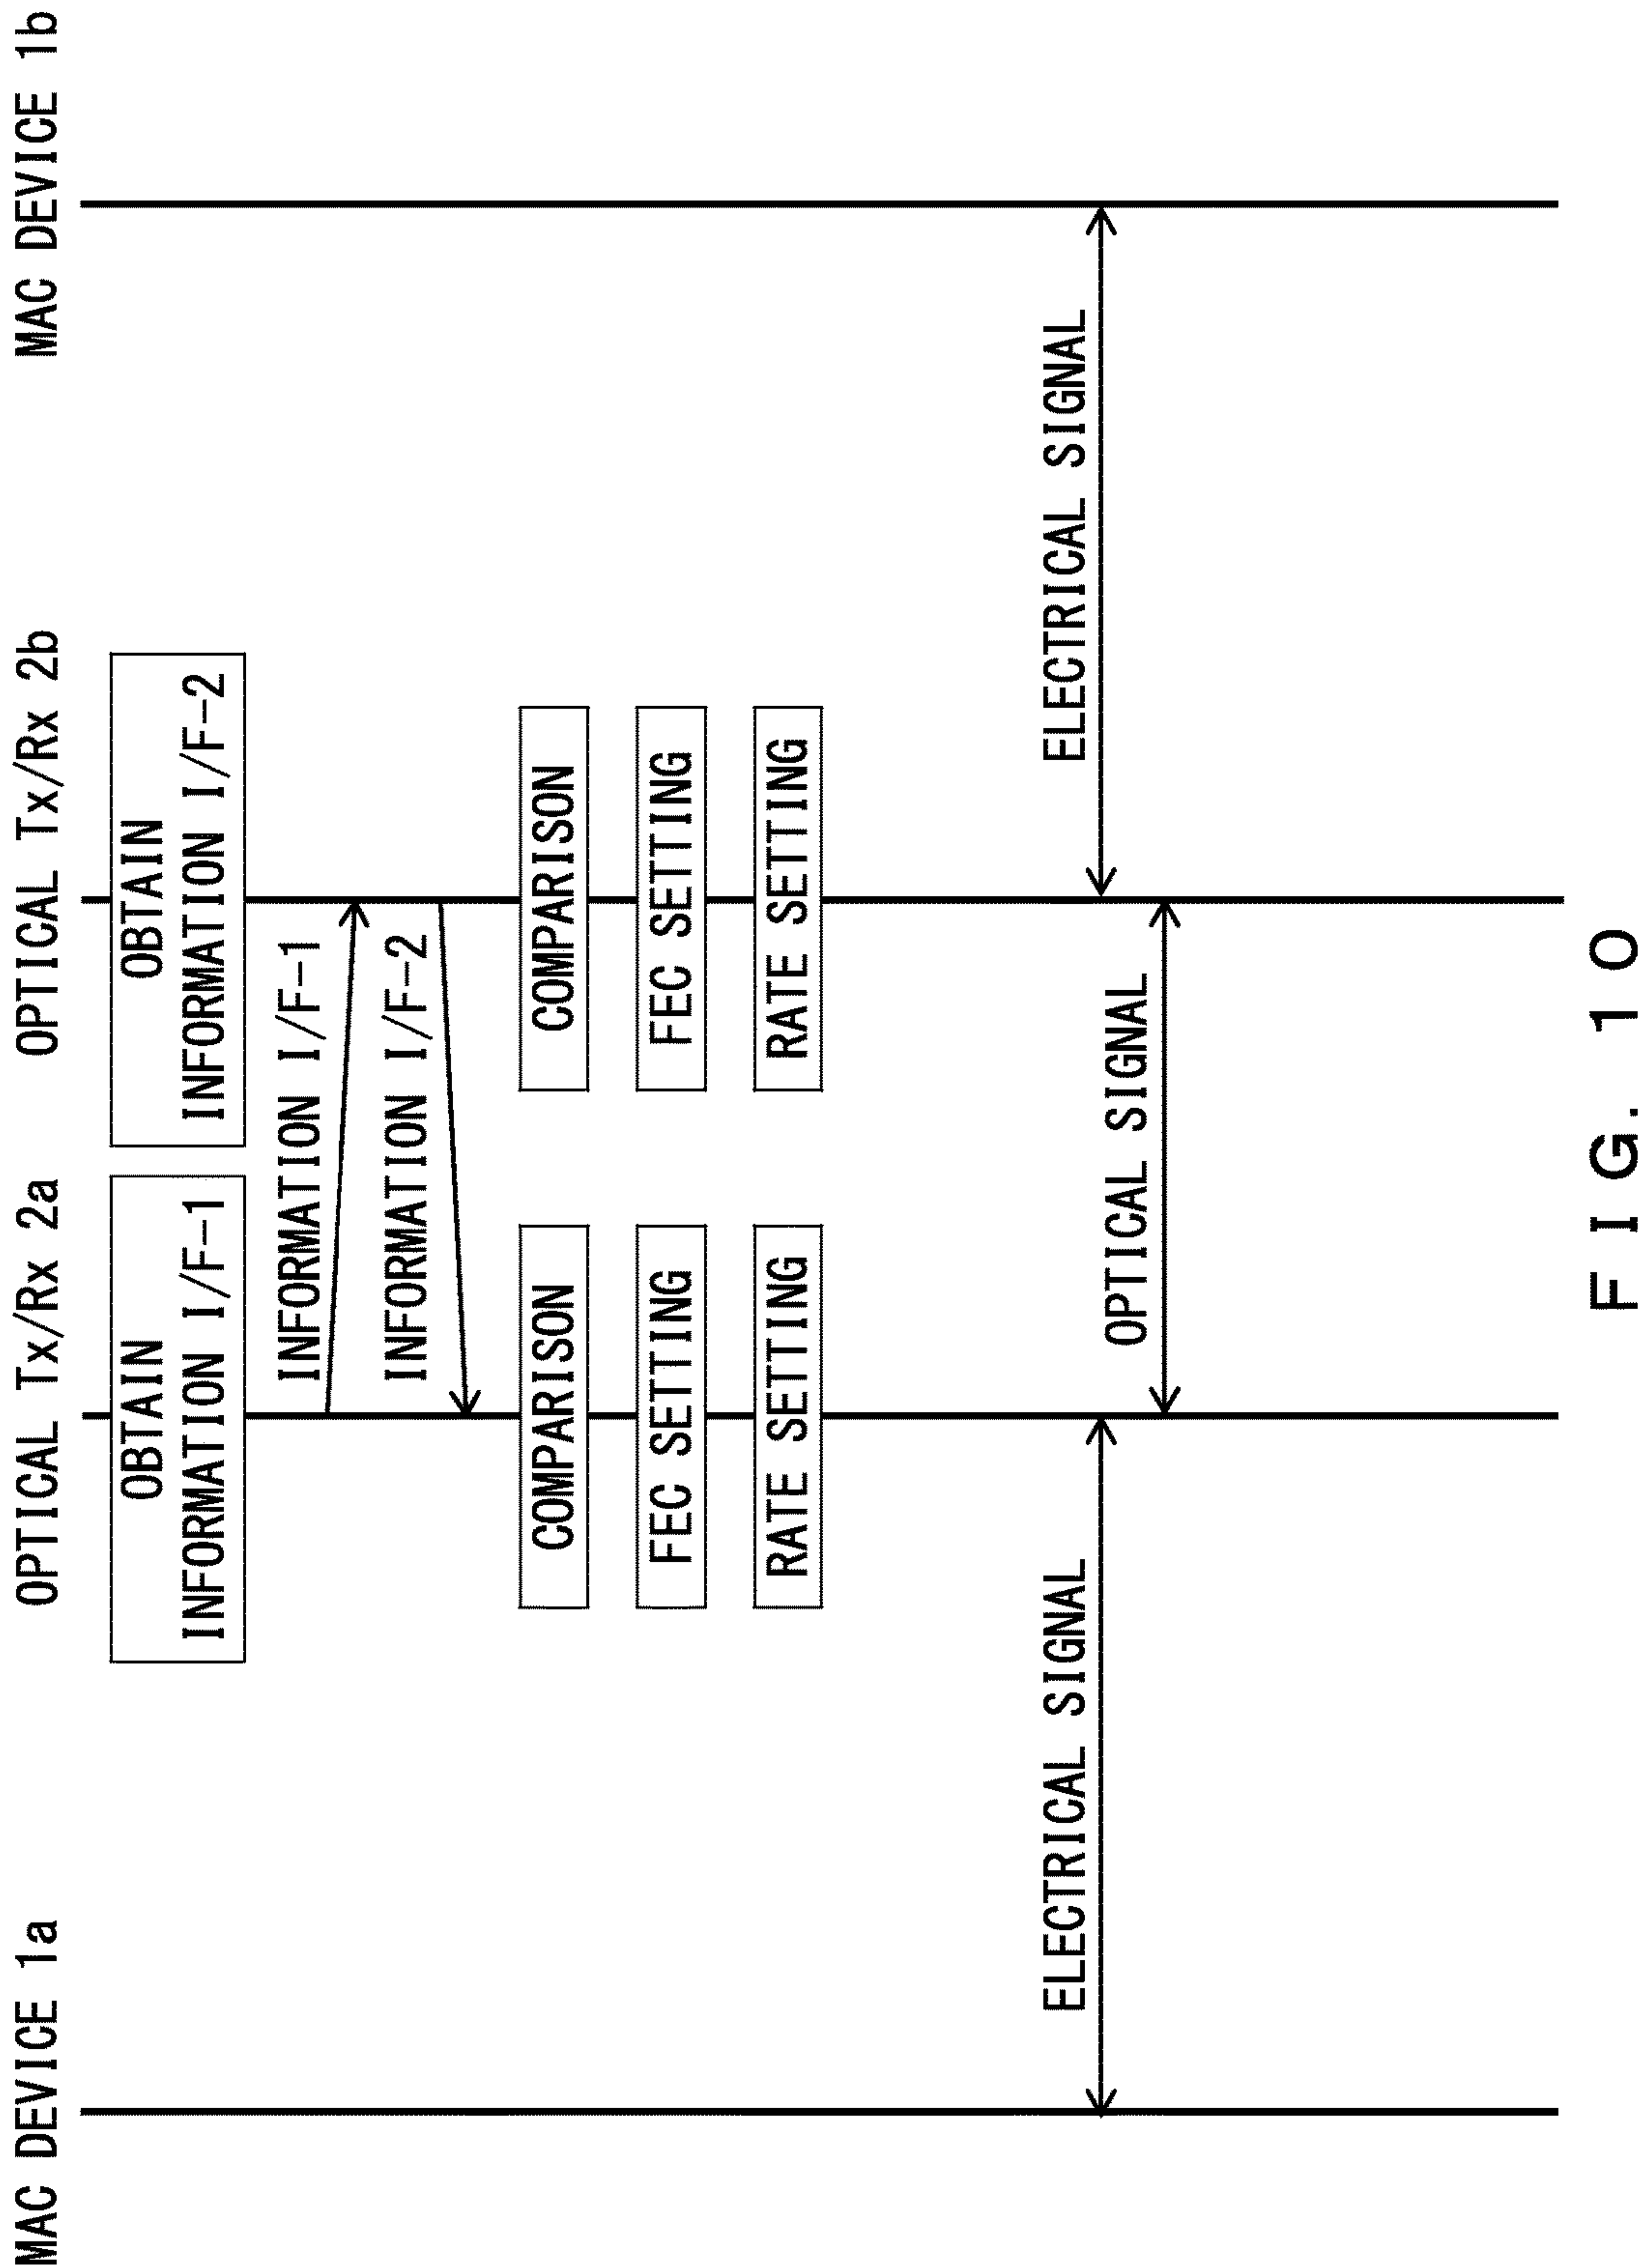 MAC DEVICE 1a
OPTICAL Tx/Rx 2a
OPTICAL Tx/Rx 2b
MAC DEVICE 1b
OBTAIN
INFORMATION I/F-1
OBTAIN
INFORMATION I/F-2
INFORMATION I/F-1
INFORMATION I/F-2
COMPARISON
COMPARISON
FEC SETTING
FEC SETTING
RATE SETTING
RATE SETTING
ELECTRICAL SIGNAL
ELECTRICAL SIGNAL
OPTICAL SIGNAL
FIG. 10